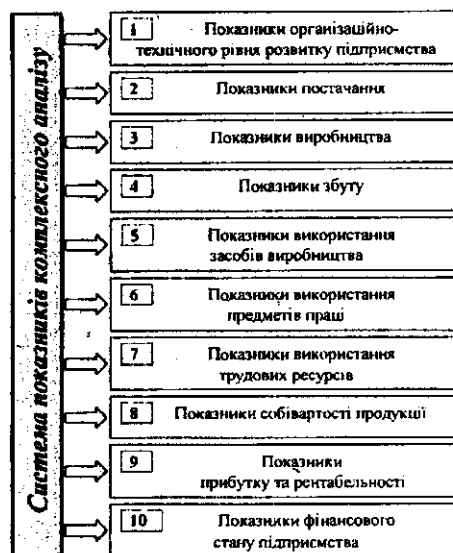 Система показників комплексного аналізу
1 Показники організаційно-
технічного рівня розвитку підприємства
2 Показники постачання
3 Показники виробництва
4 Показники збуту
5 Показники використання
засобів виробництва
6 Показники використання
предметів праці
7 Показники використання
трудових ресурсів
8 Показники собівартості продукції
9 Показники
прибутку та рентабельності
10 Показники фінансового
стану підприємства